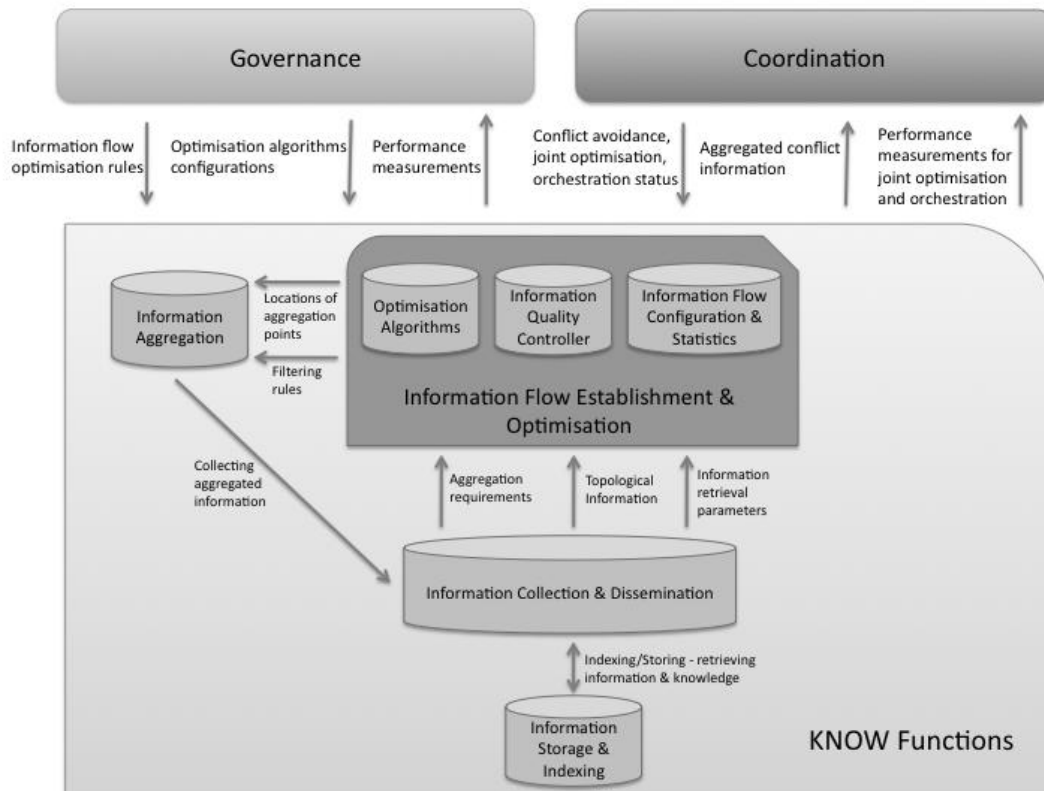 Governance
Coordination
Information flow
optimisation rules
Optimisation algorithms
configurations
Performance
measurements
Conflict avoidance,
joint optimisation,
orchestration status
Aggregated conflict
information
Performance
measurements for
joint optimisation
and orchestration
Information
Aggregation
Locations of
aggregation
points
Filtering
rules
Optimisation
Algorithms
Information
Quality
Controller
Information Flow
Configuration &
Statistics
Information Flow Establishment &
Optimisation
Collecting
aggregated
information
Aggregation
requirements
Topological
Information
Information
retrieval
parameters
Information Collection & Dissemination
Indexing/Storing - retrieving
information & knowledge
Information
Storage &
Indexing
KNOW Functions